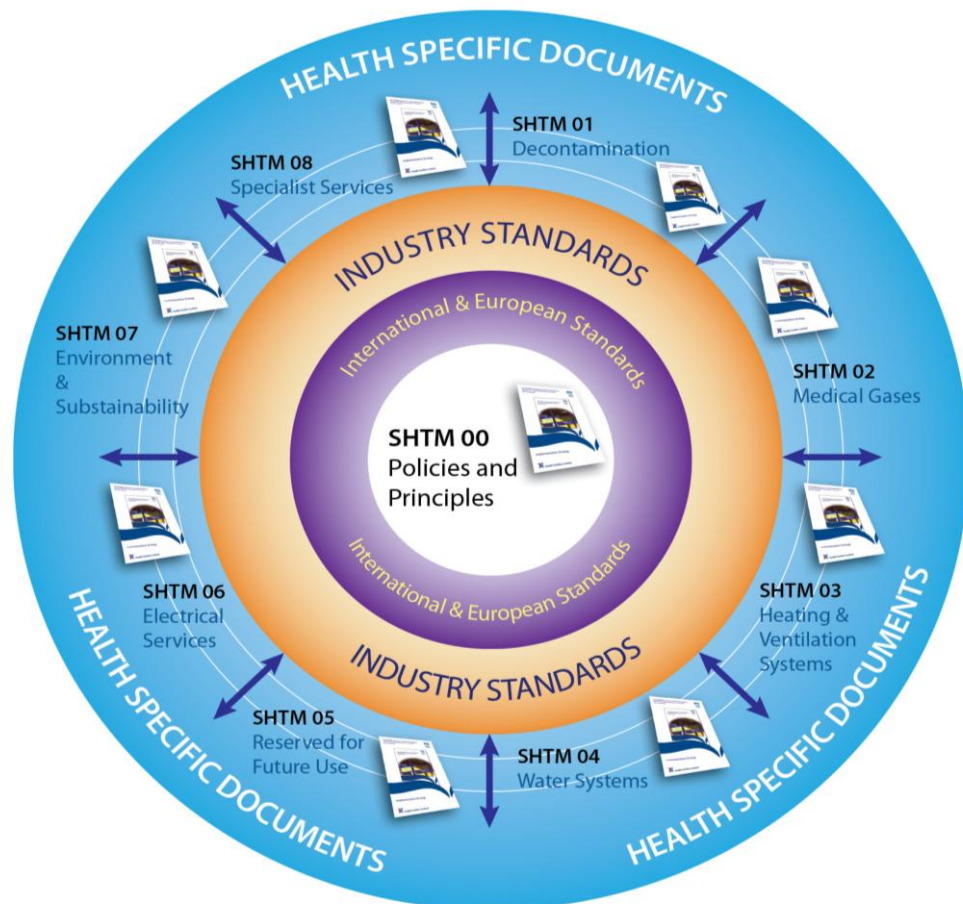 HEALTH SPECIFIC DOCUMENTS
SHTM 01
Decontamination
SHTM 08
Specialist Services
INDUSTRY STANDARDS
International & European Standards
SHTM 07
Environment
&
Substainability
SHTM 02
Medical Gases
SHTM 00
Policies and
Principles
International & European Standards
INDUSTRY STANDARDS
SHTM 06
Electrical
Services
SHTM 03
Heating &
Ventilation
Systems
SHTM 05
Reserved for
Future Use
SHTM 04
Water Systems
HEALTH SPECIFIC DOCUMENTS
HEALTH SPECIFIC DOCUMENTS